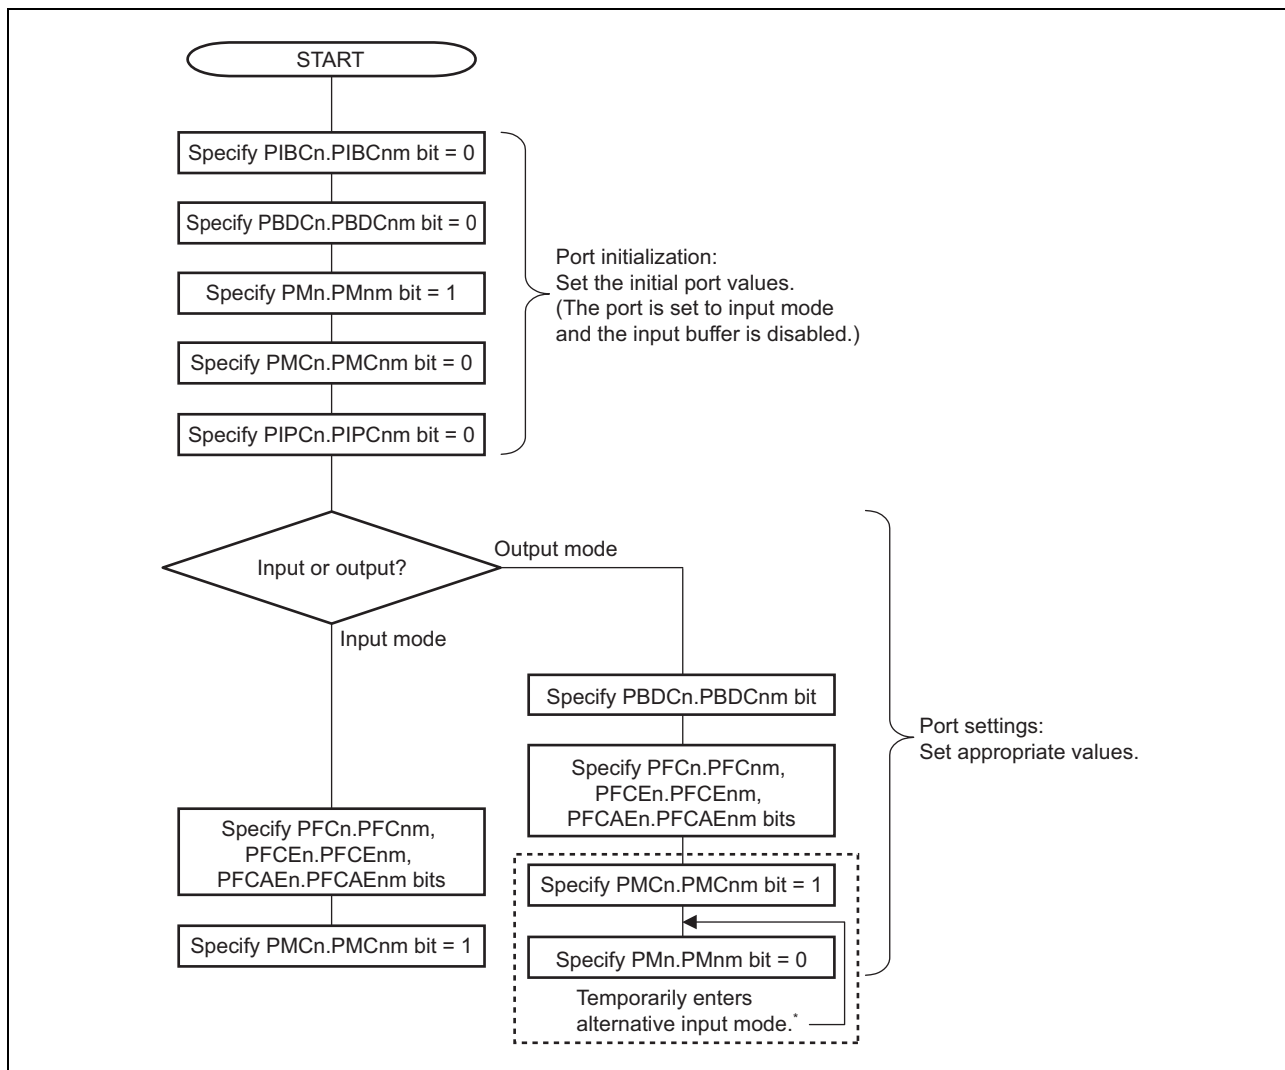 START
Specify PIBCn.PIBCnm bit = 0
Specify PBDCn.PBDCnm bit = 0
Specify PMn.PMnm bit = 1
Specify PMCn.PMCnm bit = 0
Specify PIPCn.PIPCnm bit = 0
Port initialization:
Set the initial port values.
(The port is set to input mode
and the input buffer is disabled.)
Input or output?
Output mode
Input mode
Specify PBDCn.PBDCnm bit
Specify PFCn.PFCnm,
PFCEn.PFCEnm,
PFCAEn.PFCAEnm bits
Specify PMCn.PMCnm bit = 1
Specify PMn.PMnm bit = 0
Temporarily enters
alternative input mode.*
Specify PFCn.PFCnm,
PFCEn.PFCEnm,
PFCAEn.PFCAEnm bits
Specify PMCn.PMCnm bit = 1
Port settings:
Set appropriate values.